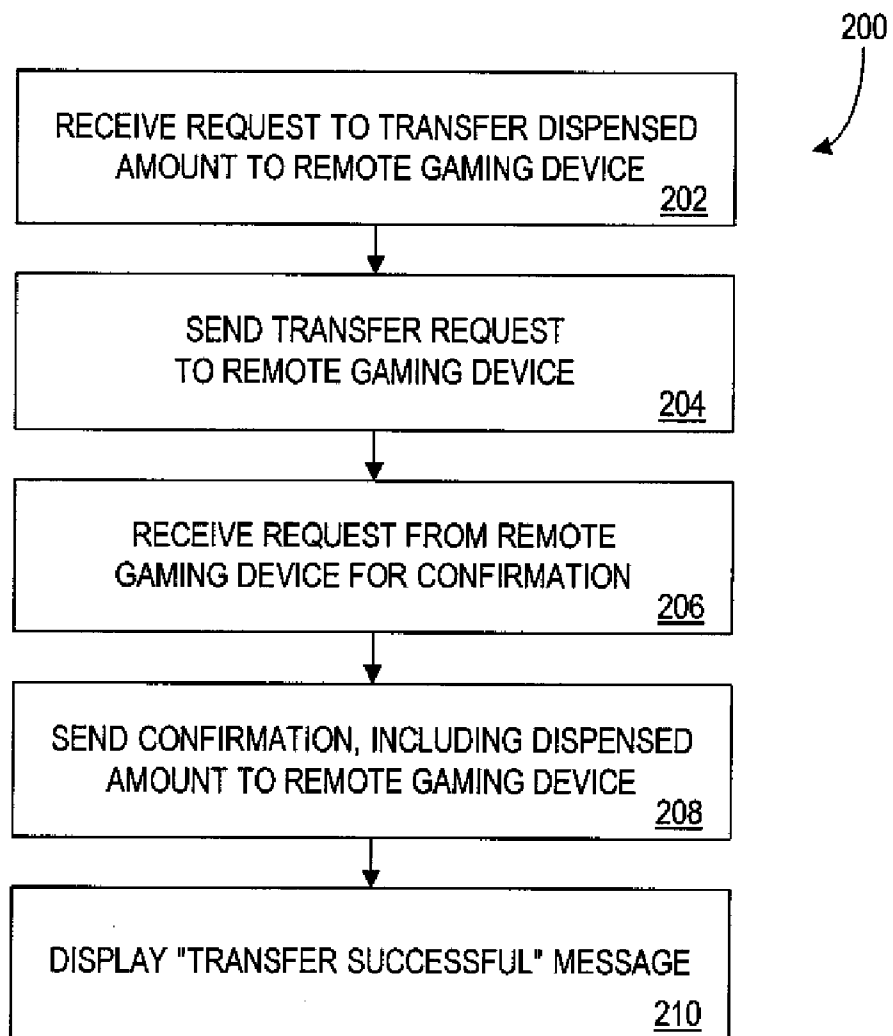 200
RECEIVE REQUEST TO TRANSFER DISPENSED
AMOUNT TO REMOTE GAMING DEVICE
202
SEND TRANSFER REQUEST
TO REMOTE GAMING DEVICE
204
RECEIVE REQUEST FROM REMOTE
GAMING DEVICE FOR CONFIRMATION
206
SEND CONFIRMATION, INCLUDING DISPENSED
AMOUNT TO REMOTE GAMING DEVICE
208
DISPLAY "TRANSFER SUCCESSFUL" MESSAGE
210